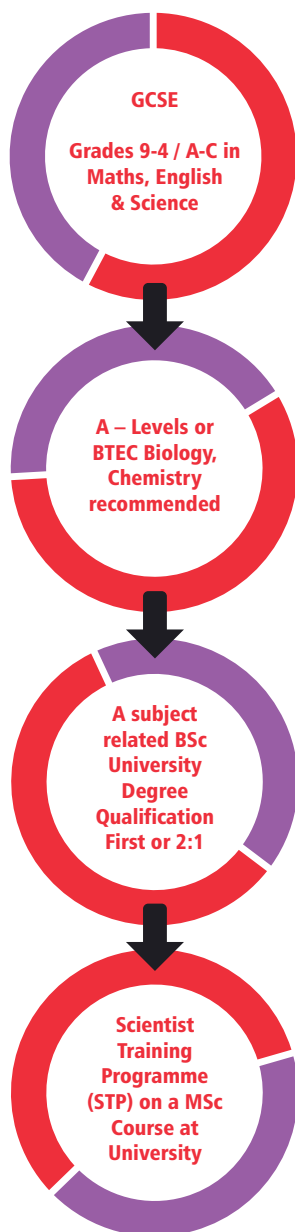 GCSE
Grades 9-4 / A-C in
Maths, English
& Science
A – Levels or
BTEC Biology,
Chemistry
recommended
A subject
related BSc
University
Degree
Qualification
First or 2:1
Scientist
Training
Programme
(STP) on a MSc
Course at
University